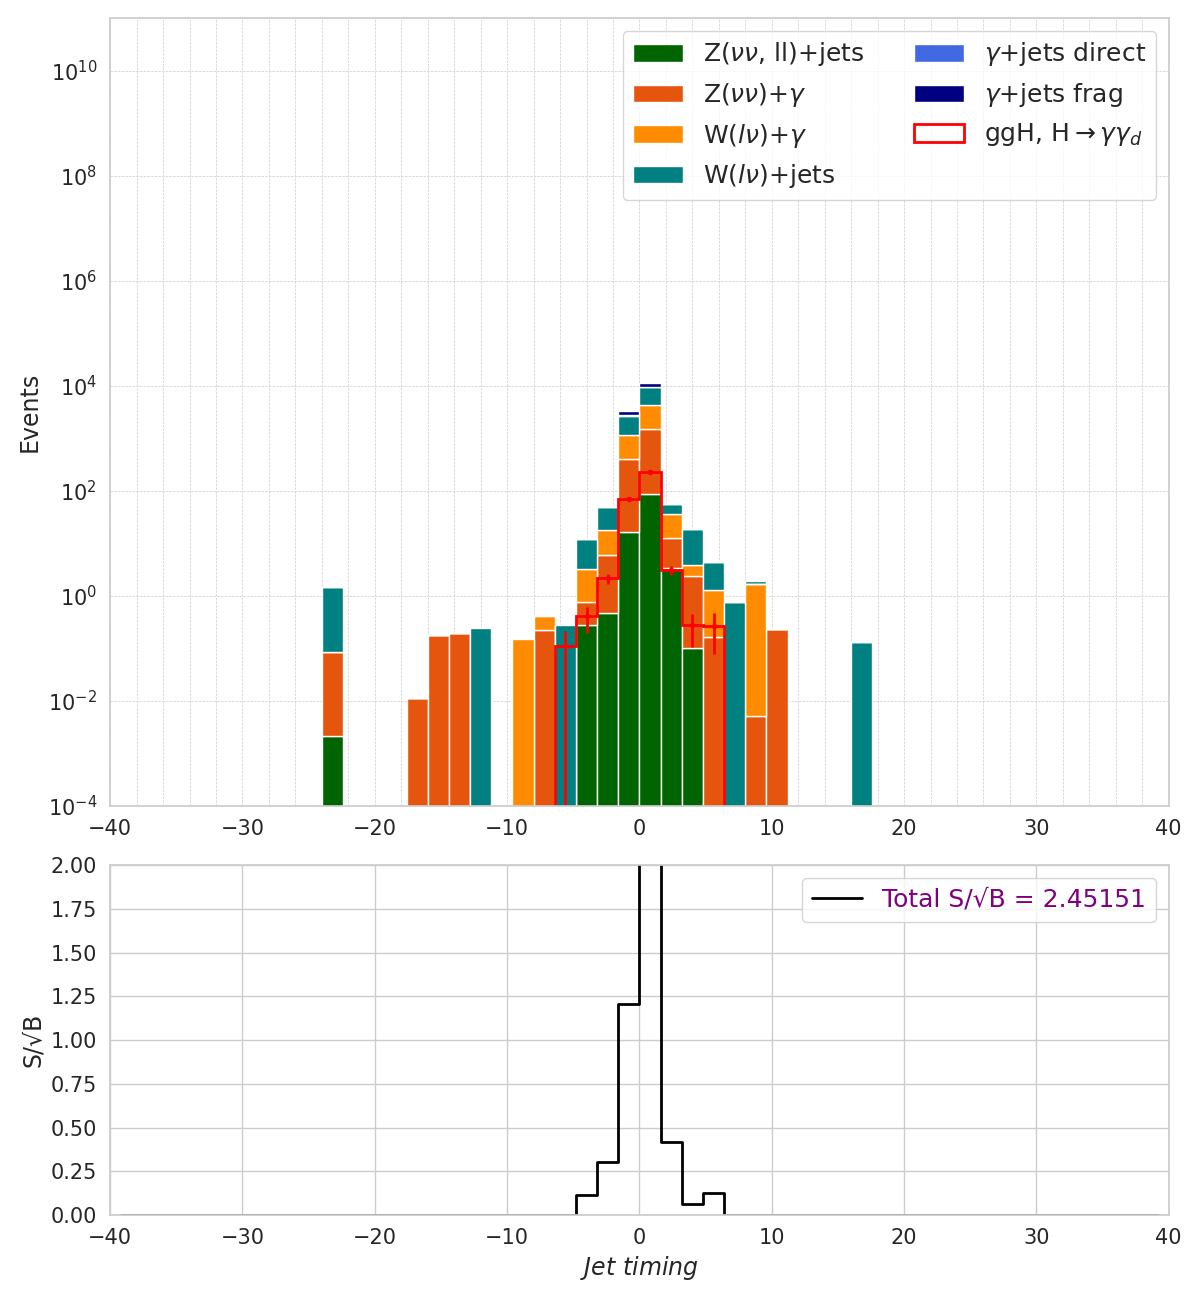 10^10
10^8
10^6
10^4
10^2
10^0
10^−2
10^−4
Events
Z(νν, ll)+jets
Z(νν)+γ
W(lν)+γ
W(lν)+jets
γ+jets direct
γ+jets frag
ggH, H→γγ_d
−40 −30 −20 −10 0 10 20 30 40
2.00
1.75
1.50
1.25
1.00
0.75
0.50
0.25
0.00
S/√B
Total S/√B = 2.45151
−40 −30 −20 −10 0 10 20 30 40
Jet timing